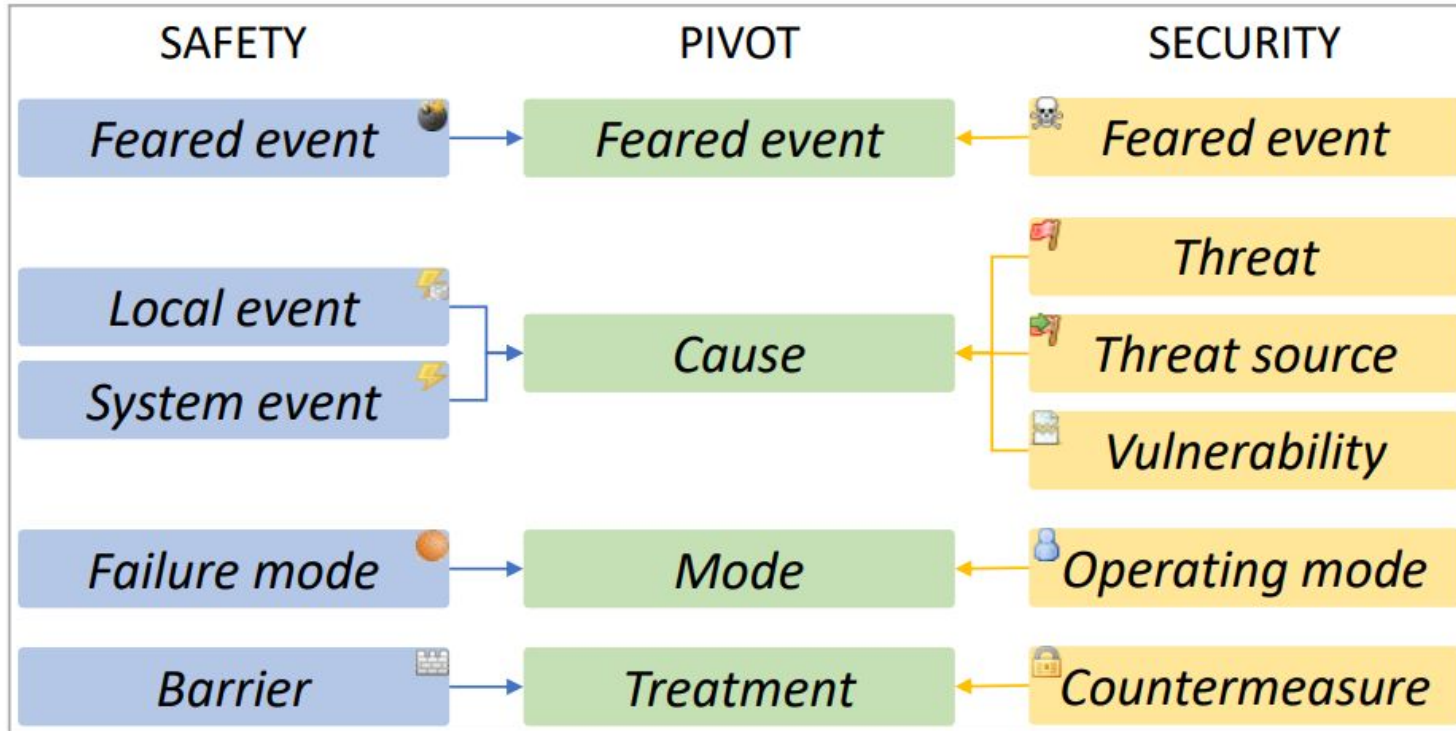 SAFETY PIVOT SECURITY
Feared event Feared event Feared event
Threat
Local event
Cause Threat source
System event
Vulnerability
Failure mode Mode Operating mode
Barrier Treatment Countermeasure